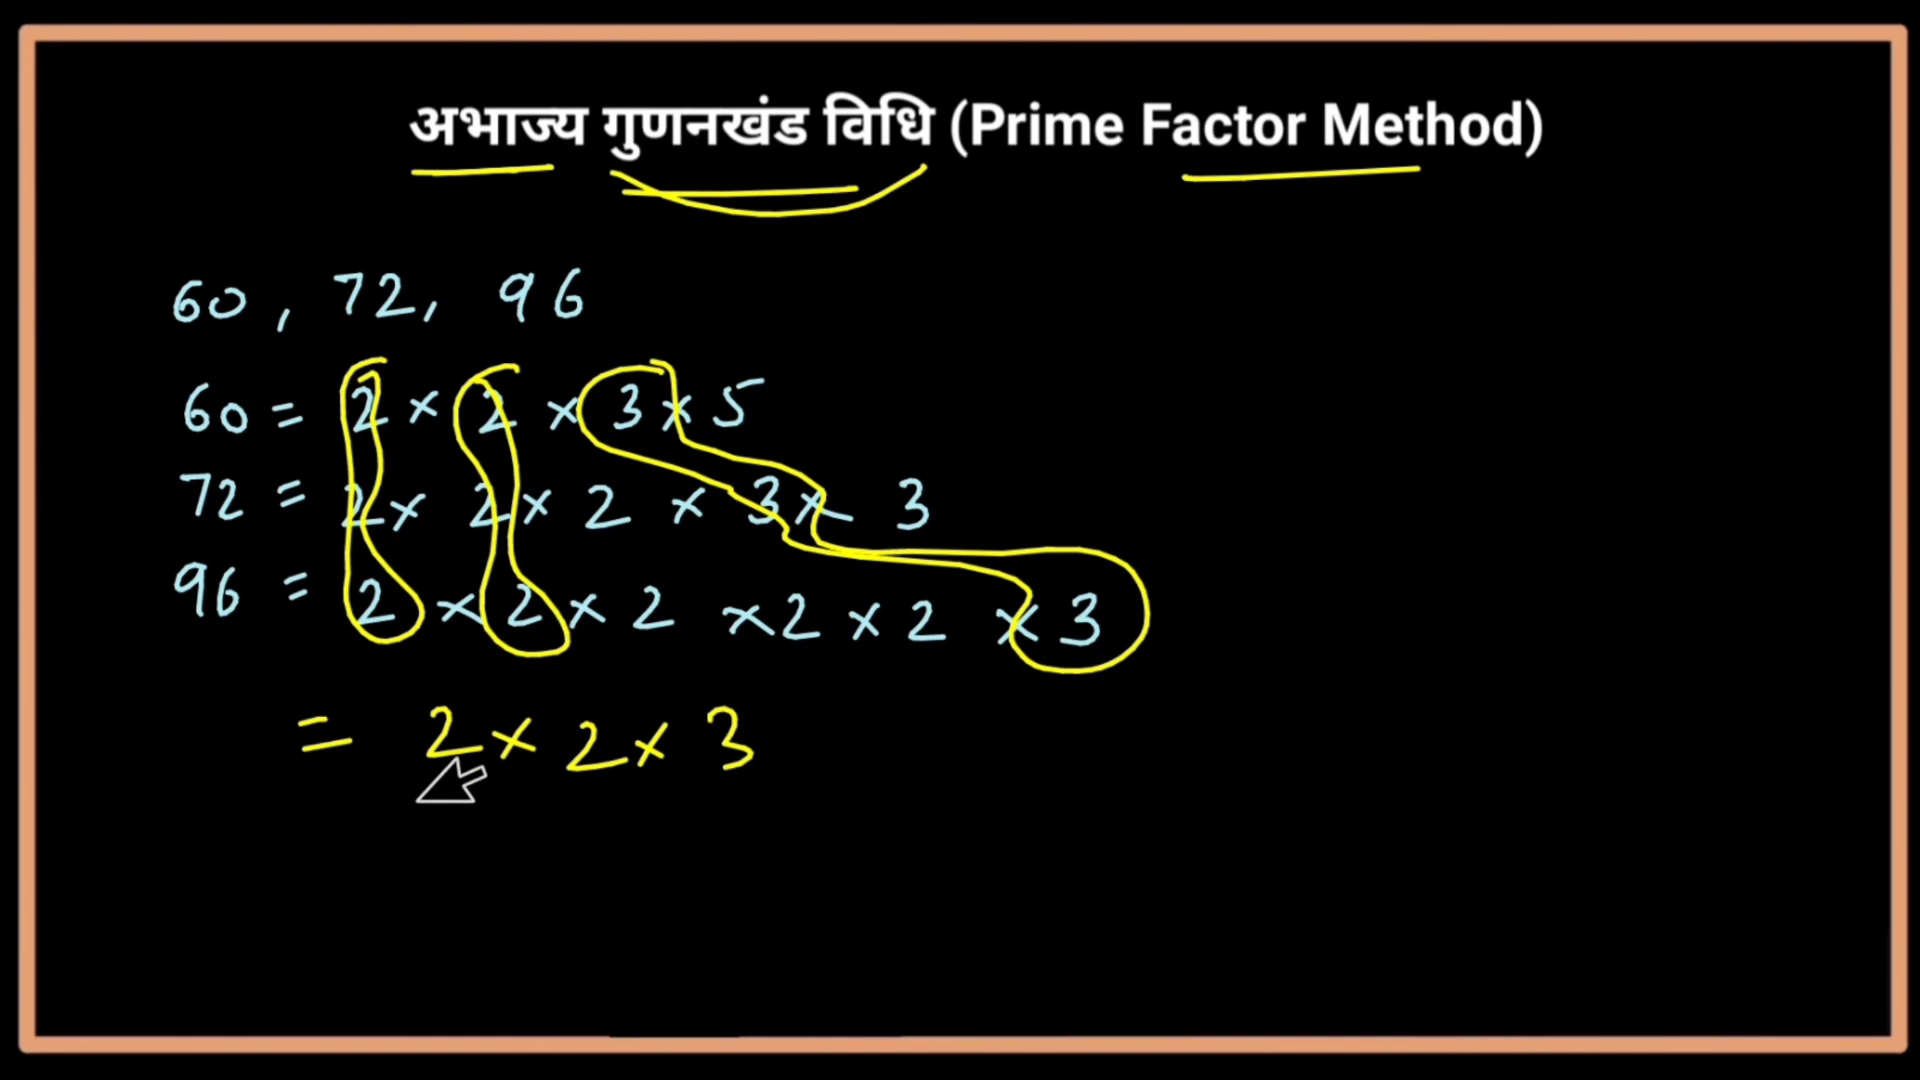 अभाज्य गुणनखंड विधि (Prime Factor Method)
60, 72, 96
60 = 2 × 2 × 3 × 5
72 = 2 × 2 × 2 × 3 × 3
96 = 2 × 2 × 2 × 2 × 2 × 3
= 2 × 2 × 3